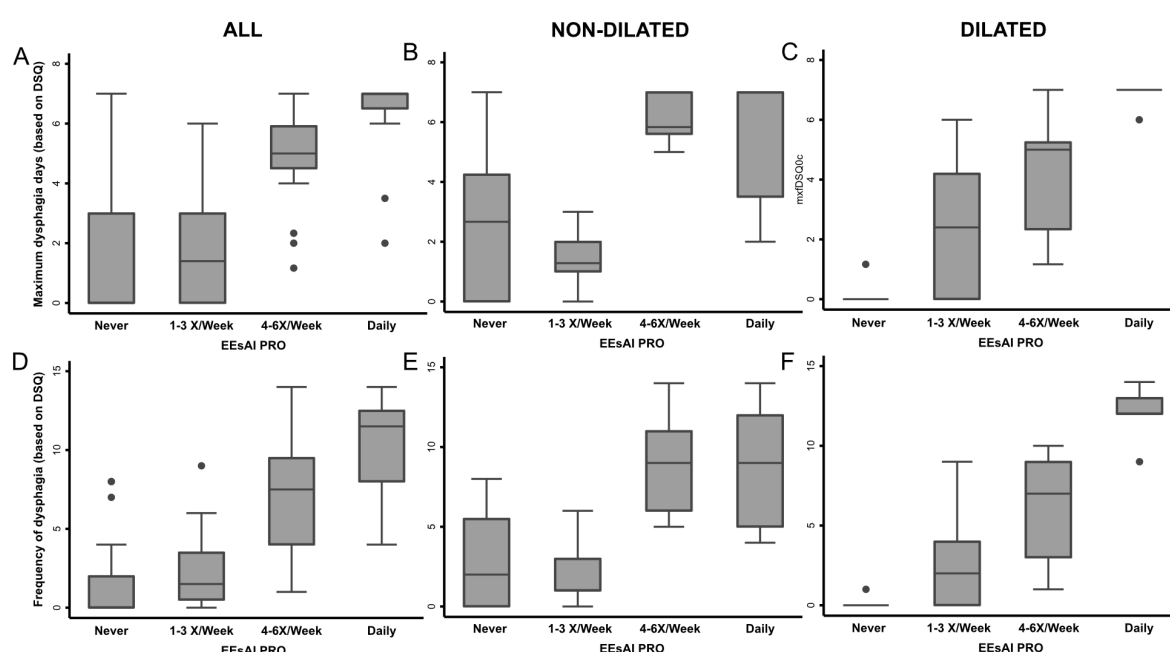 ALL
NON-DILATED
DILATED
A
Maximum dysphagia days (based on DSQ)
8
6
4
2
0
Never 1-3 X/Week 4-6X/Week Daily
EEsAI PRO
B
8
6
4
2
0
Never 1-3 X/Week 4-6X/Week Daily
EEsAI PRO
C
mxfDSQ0c
8
6
4
2
0
Never 1-3 X/Week 4-6X/Week Daily
EEsAI PRO
D
Frequency of dysphagia (based on DSQ)
15
10
5
0
Never 1-3 X/Week 4-6X/Week Daily
EEsAI PRO
E
15
10
5
0
Never 1-3 X/Week 4-6X/Week Daily
EEsAI PRO
F
15
10
5
0
Never 1-3 X/Week 4-6X/Week Daily
EEsAI PRO